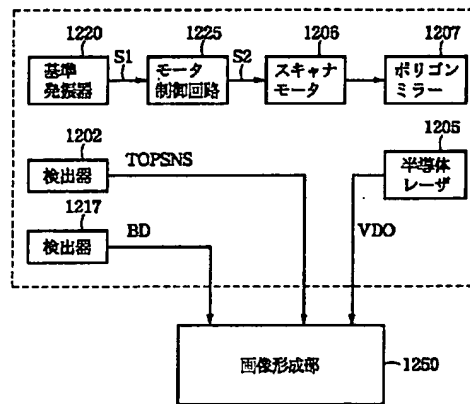 1220
1225
1206
1207
基準
発振器
S1
モータ
制御回路
S2
スキャナ
モータ
ポリゴン
ミラー
1202
検出器
TOPSNS
1205
半導体
レーザ
1217
検出器
BD
VDO
画像形成部
1250